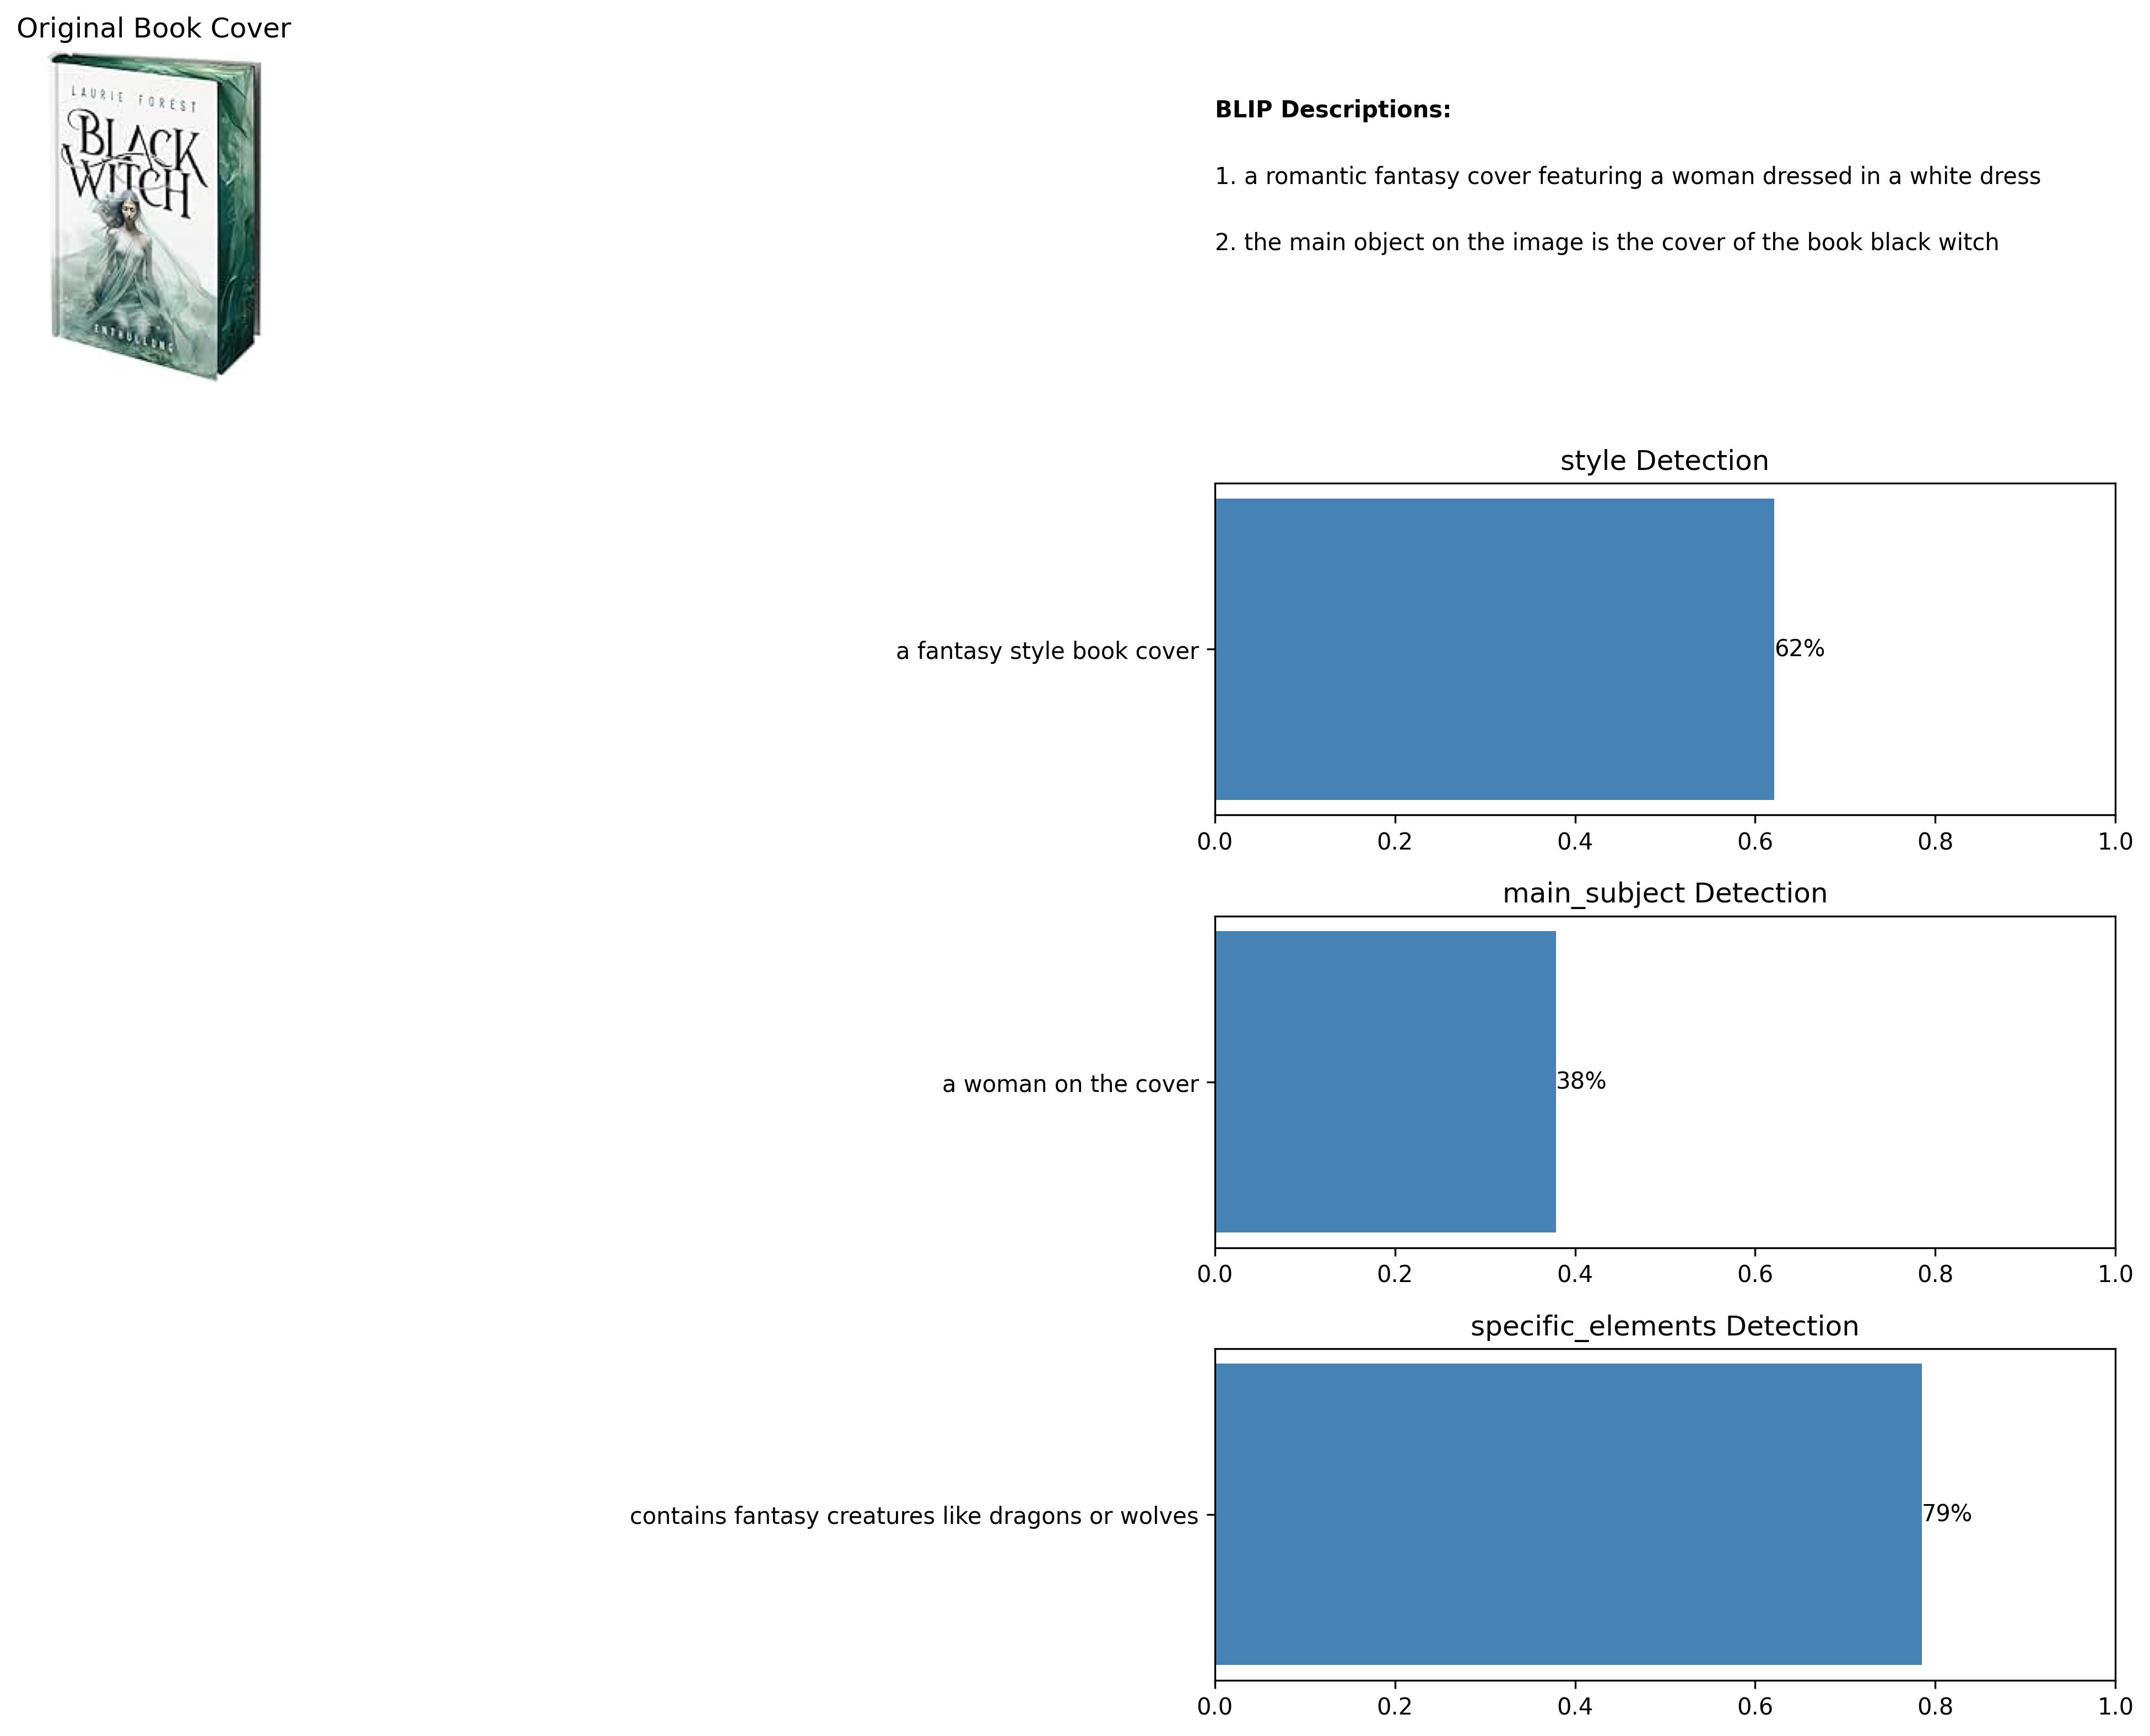 Original Book Cover
LAURIE FOREST
BLACK
WITCH
ENTHÜLLUNG
BLIP Descriptions:
1. a romantic fantasy cover featuring a woman dressed in a white dress
2. the main object on the image is the cover of the book black witch
style Detection
a fantasy style book cover
62%
0.0 0.2 0.4 0.6 0.8 1.0
main_subject Detection
a woman on the cover
38%
0.0 0.2 0.4 0.6 0.8 1.0
specific_elements Detection
contains fantasy creatures like dragons or wolves
79%
0.0 0.2 0.4 0.6 0.8 1.0